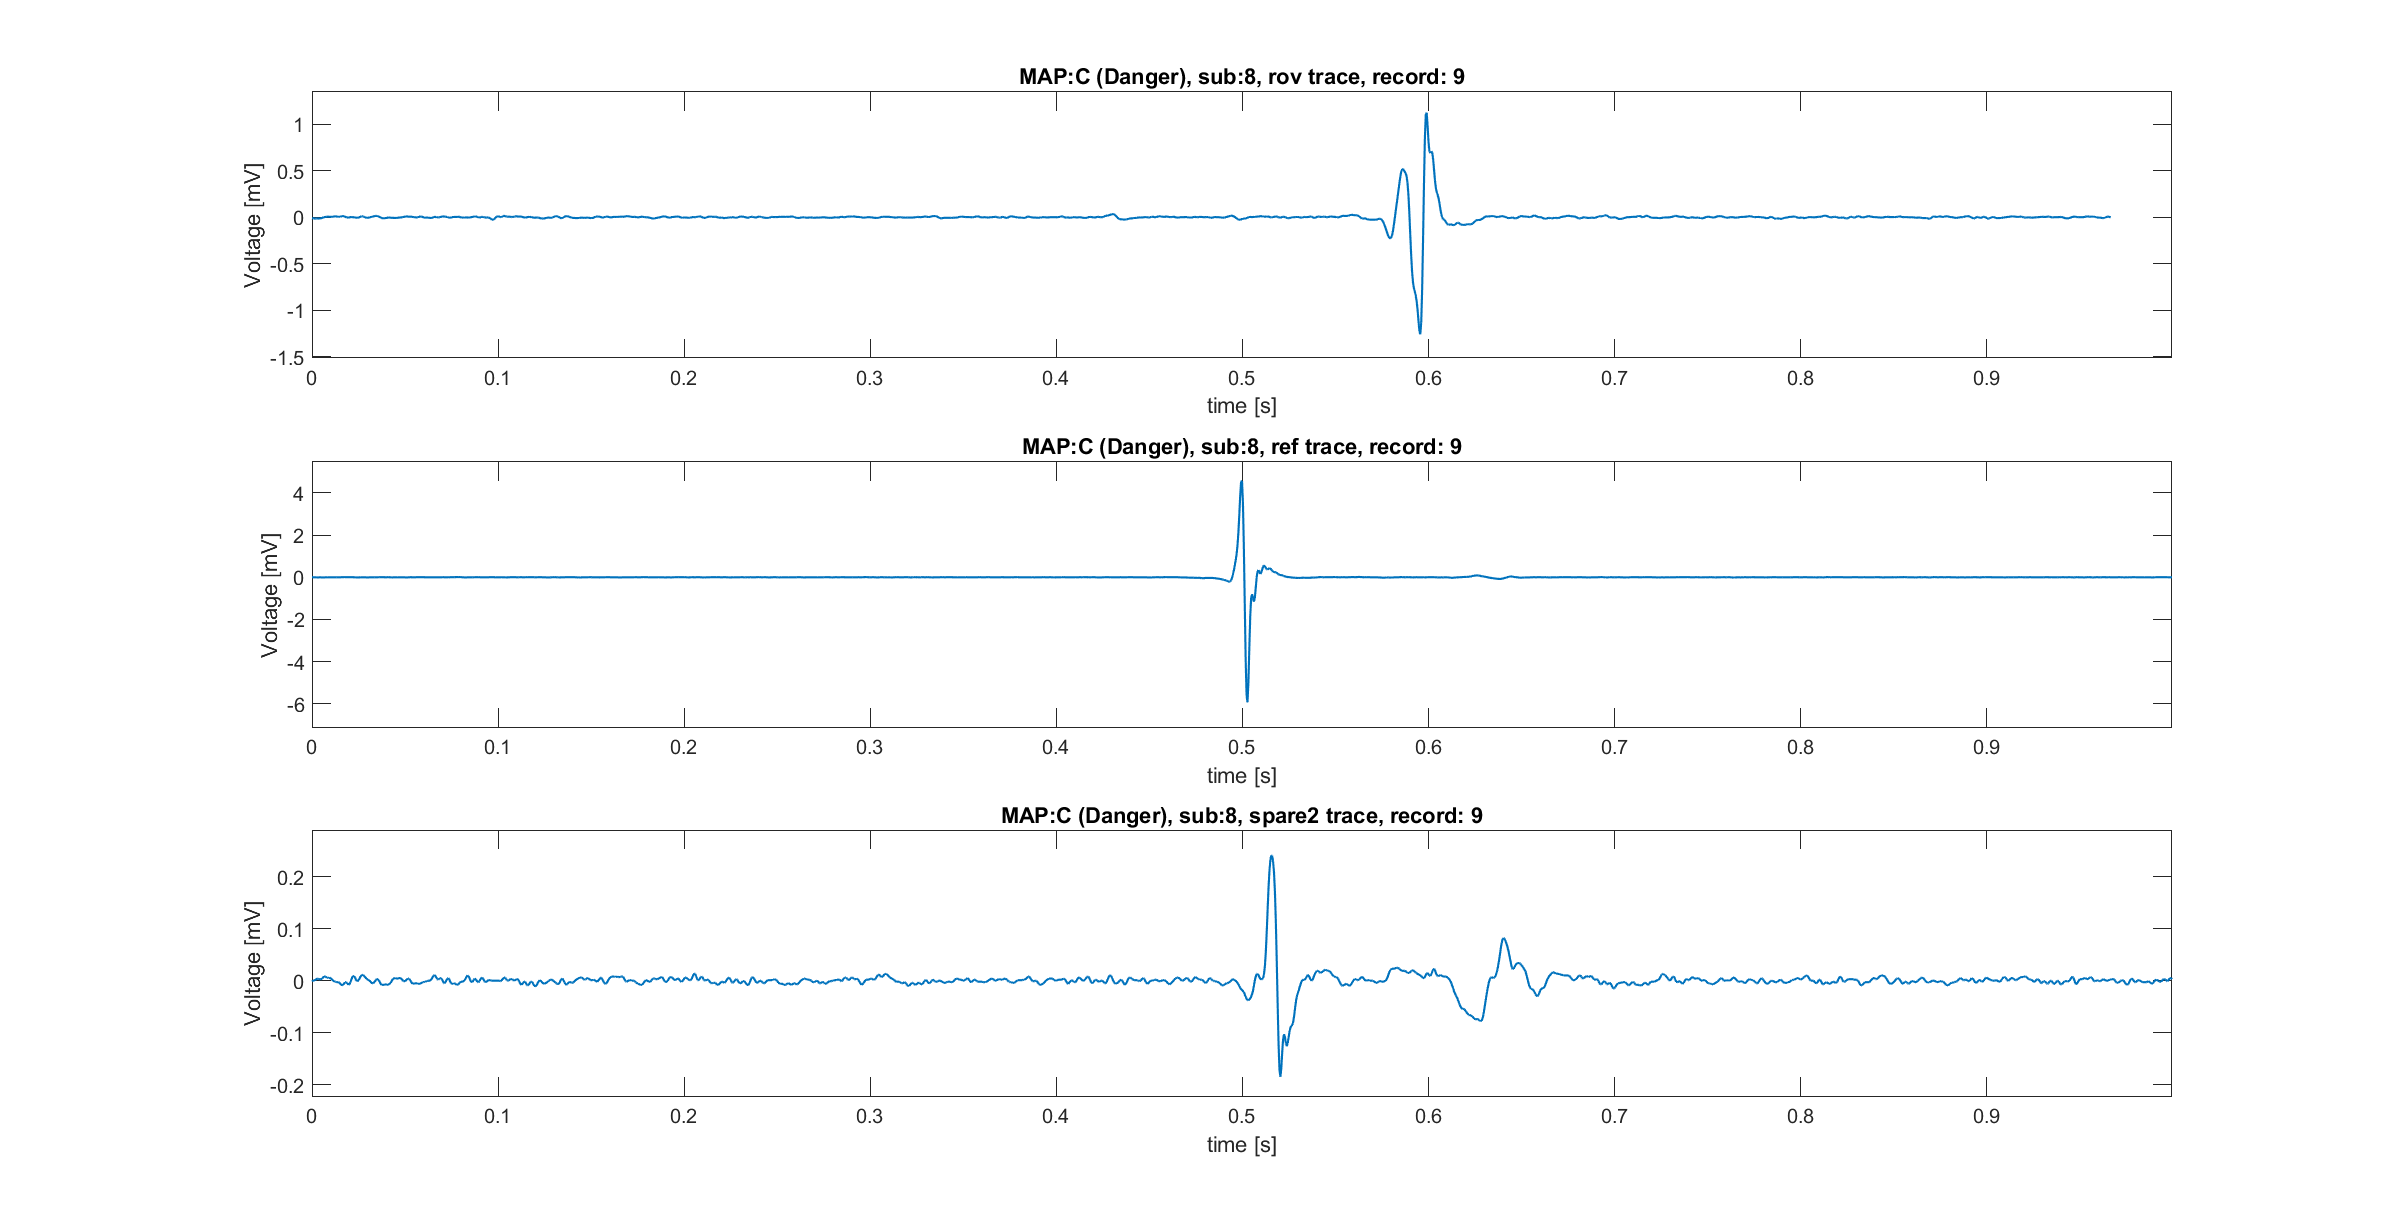 MAP:C (Danger), sub:8, rov trace, record: 9
Voltage [mV]
1
0.5
0
-0.5
-1
-1.5
0 0.1 0.2 0.3 0.4 0.5 0.6 0.7 0.8 0.9
time [s]
MAP:C (Danger), sub:8, ref trace, record: 9
Voltage [mV]
4
2
0
-2
-4
-6
0 0.1 0.2 0.3 0.4 0.5 0.6 0.7 0.8 0.9
time [s]
MAP:C (Danger), sub:8, spare2 trace, record: 9
Voltage [mV]
0.2
0.1
0
-0.1
-0.2
0 0.1 0.2 0.3 0.4 0.5 0.6 0.7 0.8 0.9
time [s]